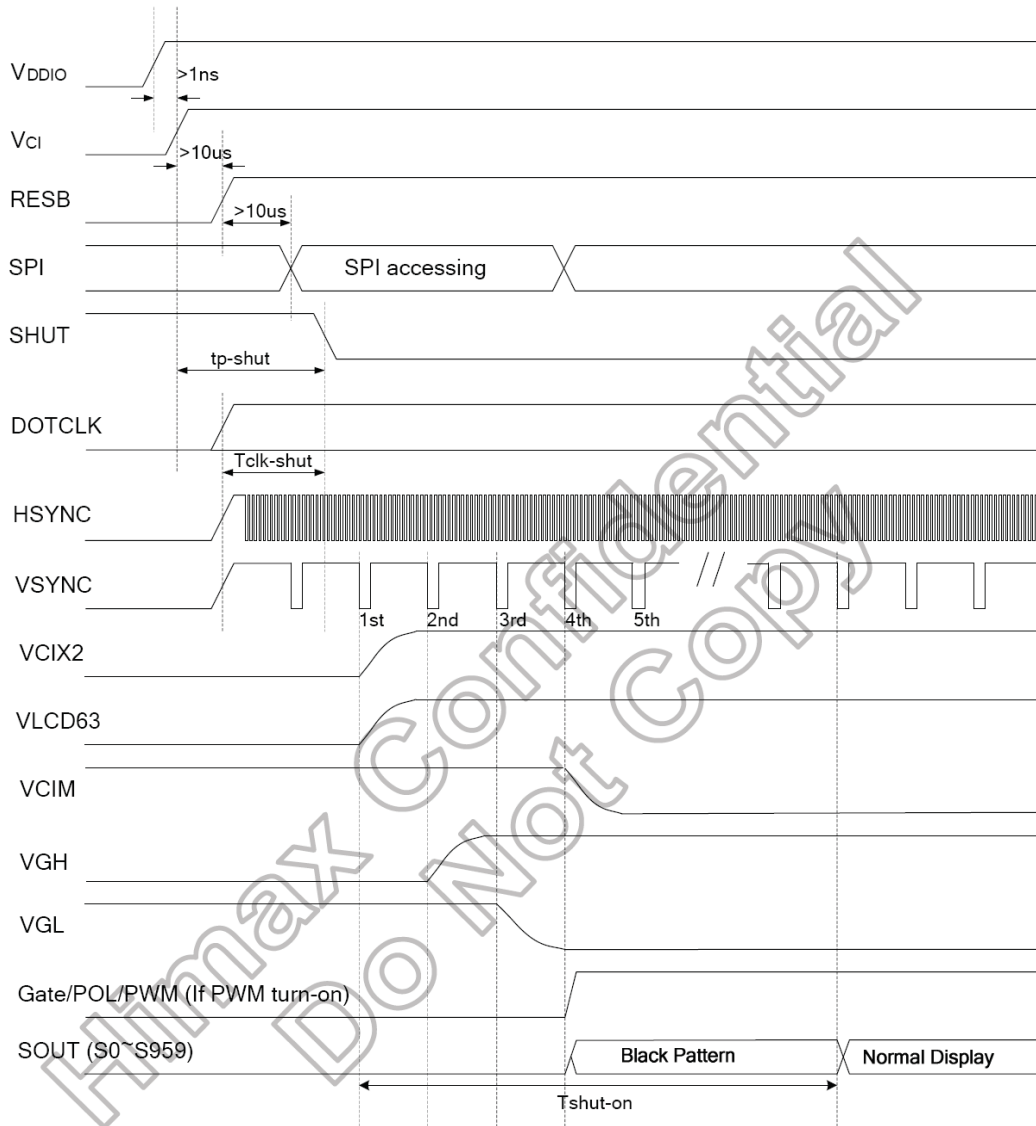 VDDIO
>1ns
VCI
>10us
RESB
>10us
SPI
SPI accessing
SHUT
tp-shut
DOTCLK
Tclk-shut
HSYNC
VSYNC
1st 2nd 3rd 4th 5th
VCIX2
VLCD63
VCIM
VGH
VGL
Gate/POL/PWM (If PWM turn-on)
SOUT (S0~S959)
Black Pattern
Normal Display
Tshut-on
Himax Confidential
Do Not Copy